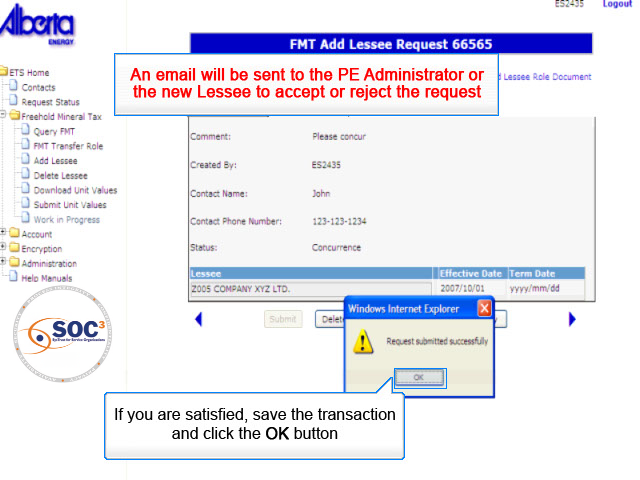 ES2435 Logout
Alberta
ENERGY
FMT Add Lessee Request 66565
An email will be sent to the PE Administrator or
the new Lessee to accept or reject the request
Lessee Role Document
ETS Home
Contacts
Request Status
Freehold Mineral Tax
Query FMT
FMT Transfer Role
Add Lessee
Delete Lessee
Download Unit Values
Submit Unit Values
Work in Progress
Account
Encryption
Administration
Help Manuals
Comment: Please concur
Created By: ES2435
Contact Name: John
Contact Phone Number: 123-123-1234
Status: Concurrence
Lessee Effective Date Term Date
Z005 COMPANY XYZ LTD. 2007/10/01 yyyy/mm/dd
Submit
Windows Internet Explorer
Request submitted successfully
OK
SOC3
If you are satisfied, save the transaction
and click the OK button